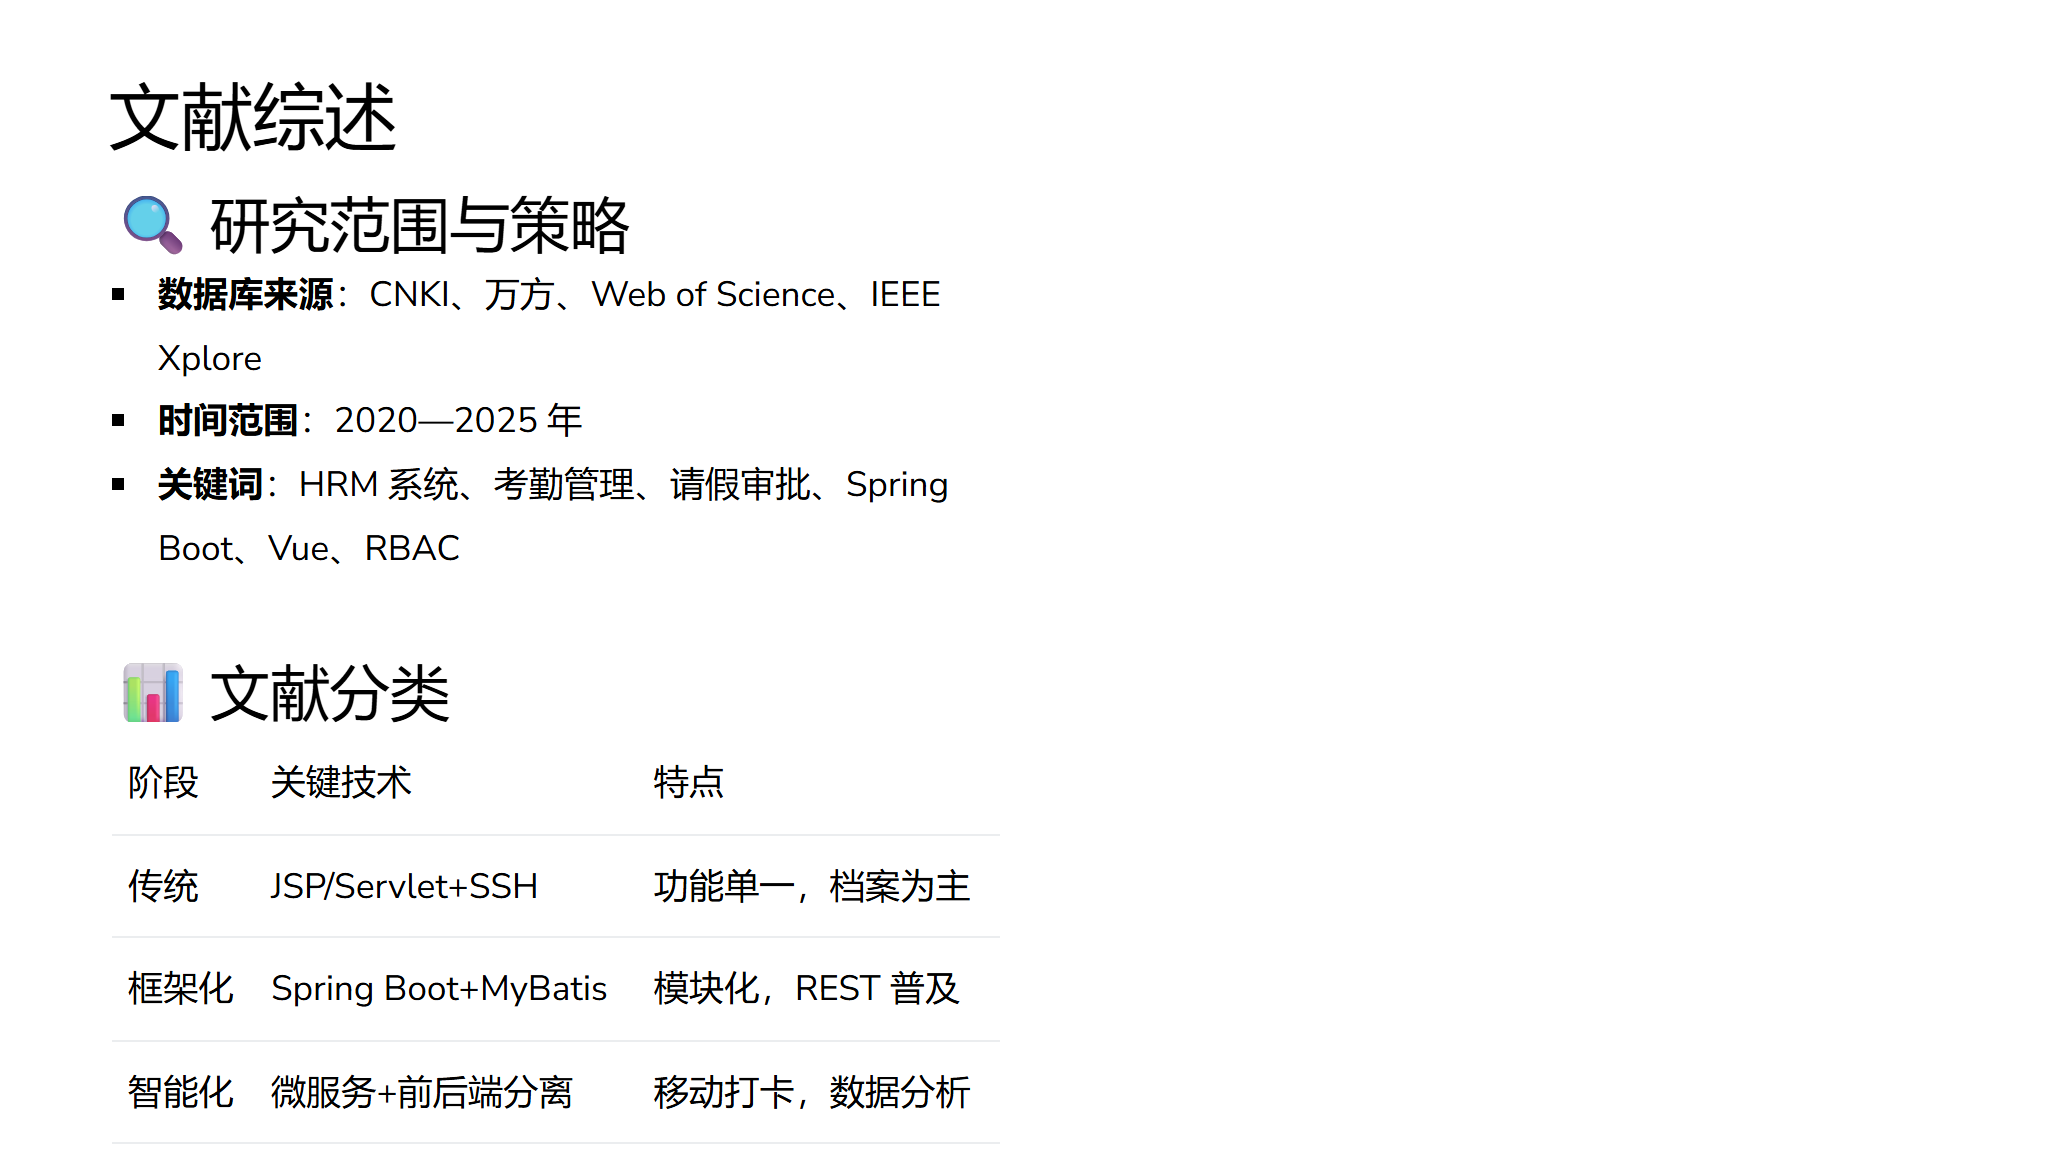 文献综述
研究范围与策略
数据库来源：CNKI、万方、Web of Science、IEEE
Xplore
时间范围：2020—2025 年
关键词：HRM 系统、考勤管理、请假审批、Spring
Boot、Vue、RBAC
文献分类
阶段 关键技术 特点
传统 JSP/Servlet+SSH 功能单一，档案为主
框架化 Spring Boot+MyBatis 模块化，REST 普及
智能化 微服务+前后端分离 移动打卡，数据分析